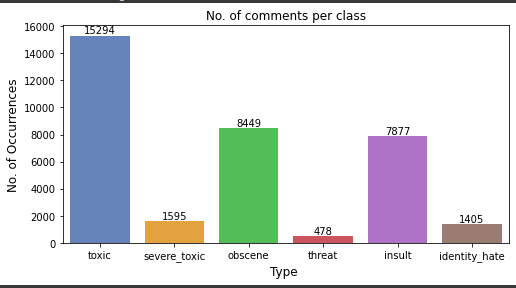 No. of comments per class
No. of Occurrences
16000
14000
12000
10000
8000
6000
4000
2000
0
15294
1595
8449
478
7877
1405
toxic
severe_toxic
obscene
threat
insult
identity_hate
Type